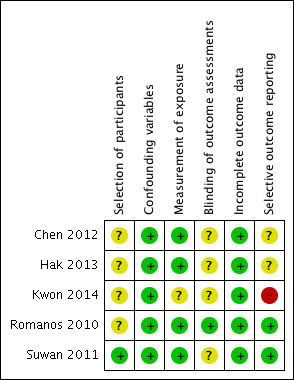 Selection of participants
Confounding variables
Measurement of exposure
Blinding of outcome assessments
Incomplete outcome data
Selective outcome reporting
Chen 2012 ? + + ? + ?
Hak 2013 ? + + ? + ?
Kwon 2014 ? + ? ? + -
Romanos 2010 ? + + + + +
Suwan 2011 + + + ? + +